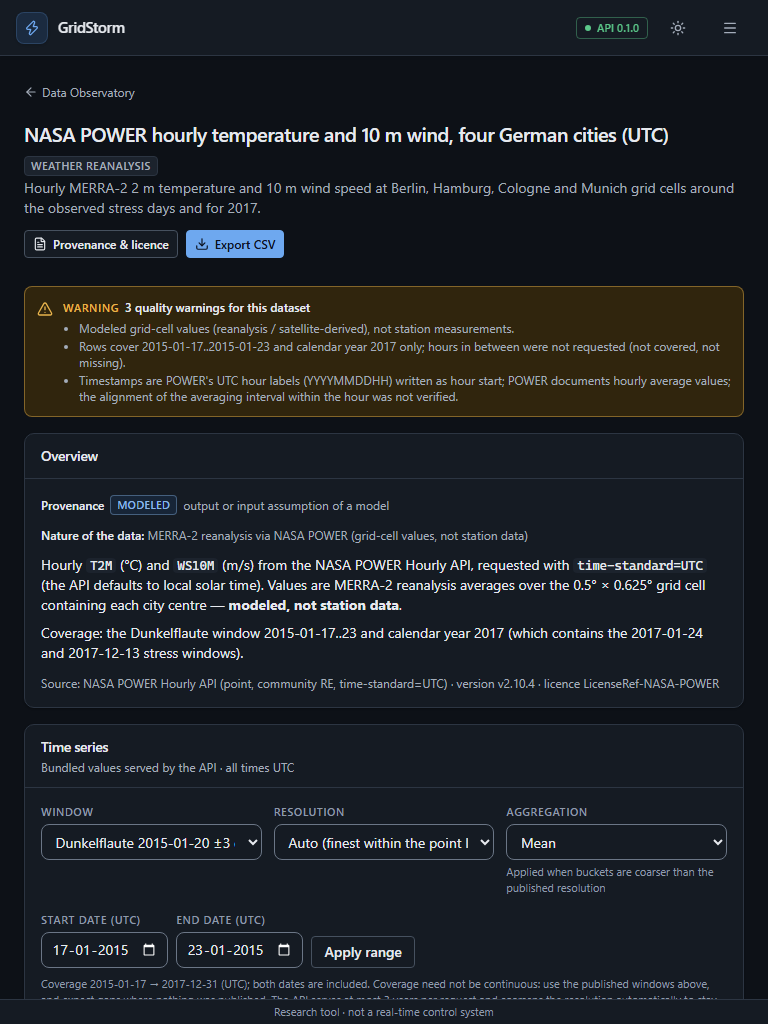 GridStorm
API 0.1.0
Data Observatory
NASA POWER hourly temperature and 10 m wind, four German cities (UTC)
WEATHER REANALYSIS
Hourly MERRA-2 2 m temperature and 10 m wind speed at Berlin, Hamburg, Cologne and Munich grid cells around
the observed stress days and for 2017.
Provenance & licence
Export CSV
WARNING 3 quality warnings for this dataset
• Modeled grid-cell values (reanalysis / satellite-derived), not station measurements.
• Rows cover 2015-01-17..2015-01-23 and calendar year 2017 only; hours in between were not requested (not covered, not
missing).
• Timestamps are POWER's UTC hour labels (YYYYMMDDHH) written as hour start; POWER documents hourly average values;
the alignment of the averaging interval within the hour was not verified.
Overview
Provenance MODELED output or input assumption of a model
Nature of the data: MERRA-2 reanalysis via NASA POWER (grid-cell values, not station data)
Hourly T2M (°C) and WS10M (m/s) from the NASA POWER Hourly API, requested with time-standard=UTC
(the API defaults to local solar time). Values are MERRA-2 reanalysis averages over the 0.5° × 0.625° grid cell
containing each city centre — modeled, not station data.
Coverage: the Dunkelflaute window 2015-01-17..23 and calendar year 2017 (which contains the 2017-01-24
and 2017-12-13 stress windows).
Source: NASA POWER Hourly API (point, community RE, time-standard=UTC) · version v2.10.4 · licence LicenseRef-NASA-POWER
Time series
Bundled values served by the API · all times UTC
WINDOW RESOLUTION AGGREGATION
Dunkelflaute 2015-01-20 ±3 Auto (finest within the point Mean
Applied when buckets are coarser than the
published resolution
START DATE (UTC) END DATE (UTC)
17-01-2015 23-01-2015 Apply range
Coverage 2015-01-17 → 2017-12-31 (UTC); both dates are included. Coverage need not be continuous: use the published windows above,
Research tool · not a real-time control system